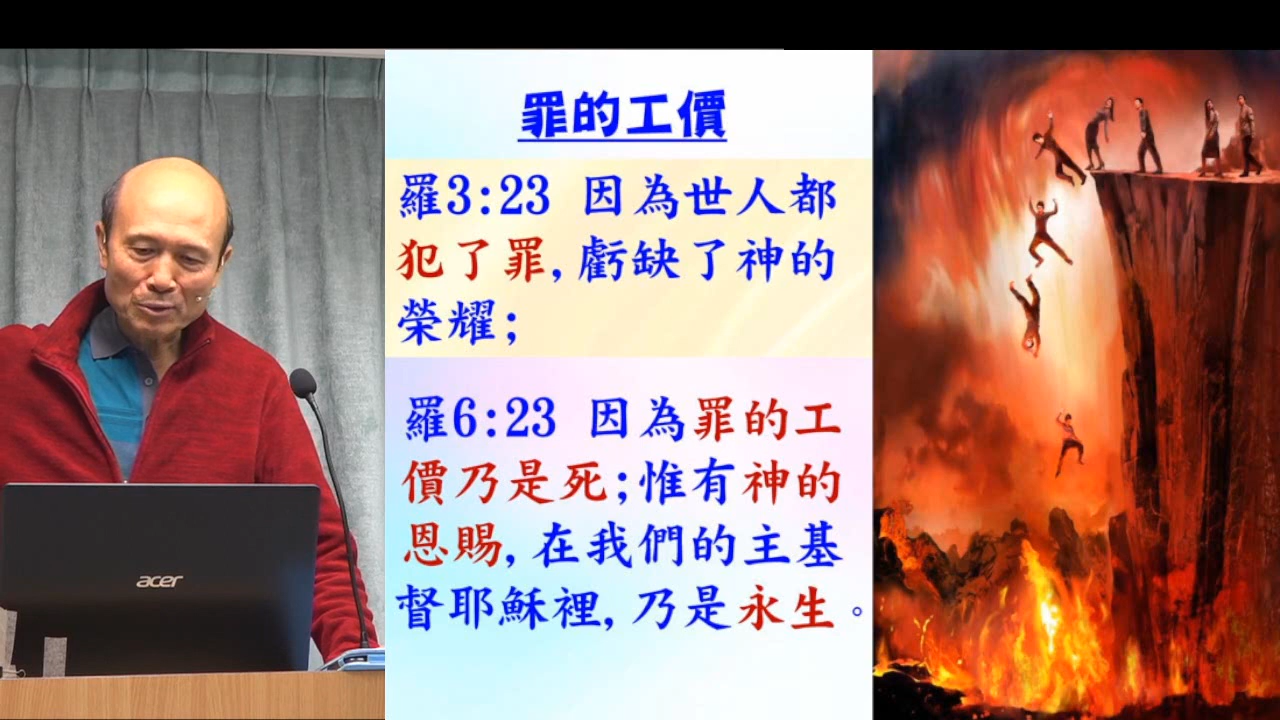 罪的工價
羅3:23 因為世人都
犯了罪,虧缺了神的
榮耀;
羅6:23 因為罪的工
價乃是死;惟有神的
恩賜,在我們的主基
督耶穌裡,乃是永生。
acer